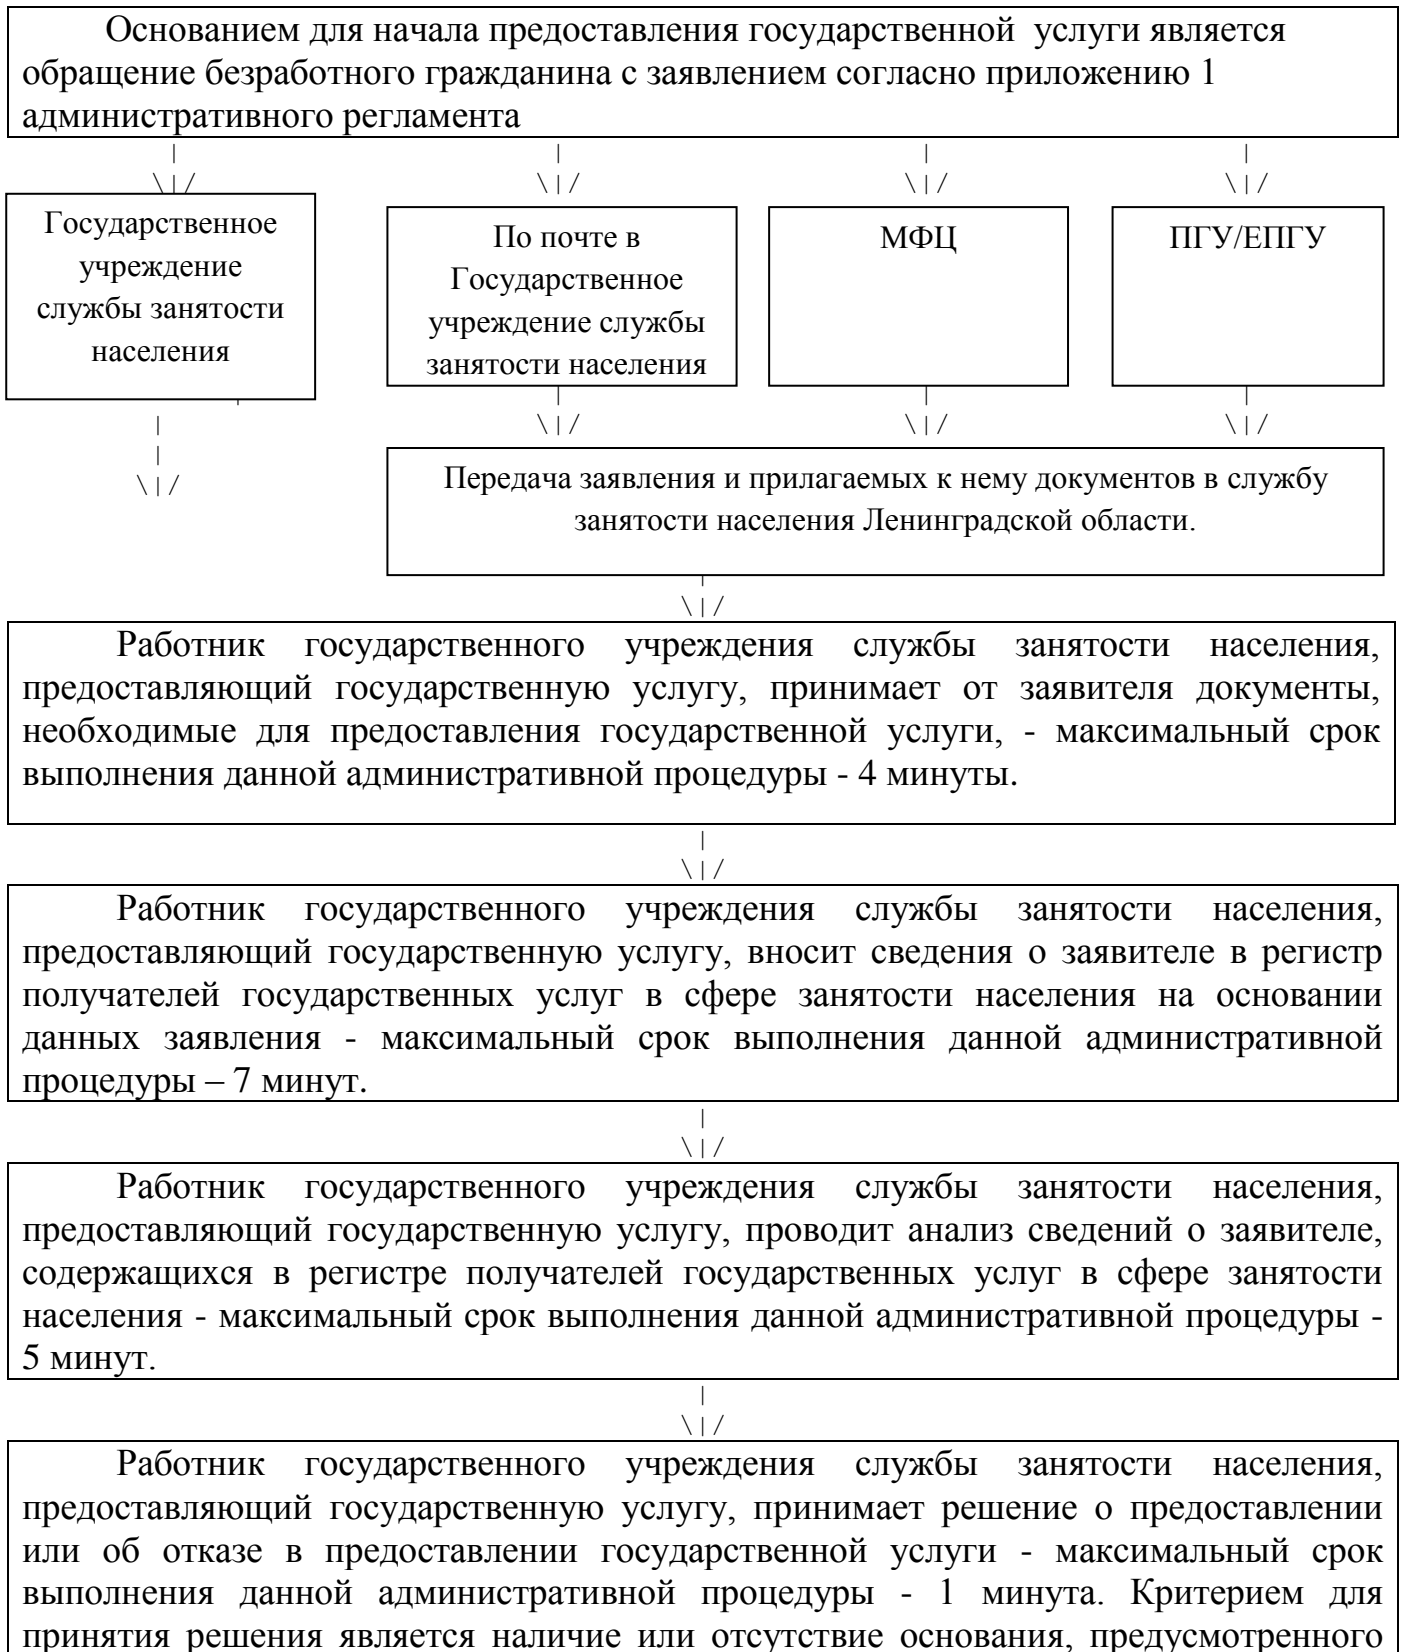 Основанием для начала предоставления государственной услуги является
обращение безработного гражданина с заявлением согласно приложению 1
административного регламента
| | | |
\|/ \|/ \|/ \|/
Государственное
учреждение
службы занятости
населения
По почте в
Государственное
учреждение службы
занятости населения
МФЦ
ПГУ/ЕПГУ
| | | |
| \|/ \|/ \|/
\|/
Передача заявления и прилагаемых к нему документов в службу
занятости населения Ленинградской области.
|
\|/
Работник государственного учреждения службы занятости населения,
предоставляющий государственную услугу, принимает от заявителя документы,
необходимые для предоставления государственной услуги, - максимальный срок
выполнения данной административной процедуры - 4 минуты.
|
\|/
Работник государственного учреждения службы занятости населения,
предоставляющий государственную услугу, вносит сведения о заявителе в регистр
получателей государственных услуг в сфере занятости населения на основании
данных заявления - максимальный срок выполнения данной административной
процедуры – 7 минут.
|
\|/
Работник государственного учреждения службы занятости населения,
предоставляющий государственную услугу, проводит анализ сведений о заявителе,
содержащихся в регистре получателей государственных услуг в сфере занятости
населения - максимальный срок выполнения данной административной процедуры -
5 минут.
|
\|/
Работник государственного учреждения службы занятости населения,
предоставляющий государственную услугу, принимает решение о предоставлении
или об отказе в предоставлении государственной услуги - максимальный срок
выполнения данной административной процедуры - 1 минута. Критерием для
принятия решения является наличие или отсутствие основания, предусмотренного